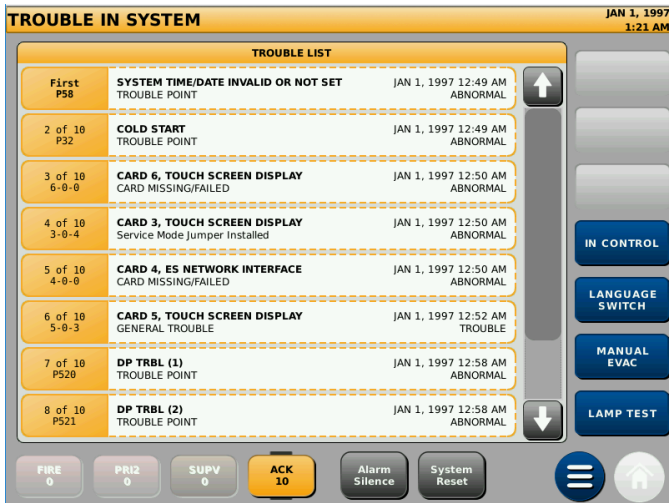 TROUBLE IN SYSTEM
JAN 1, 1997
1:21 AM
TROUBLE LIST
First
P58
SYSTEM TIME/DATE INVALID OR NOT SET
TROUBLE POINT
JAN 1, 1997 12:49 AM
ABNORMAL
2 of 10
P32
COLD START
TROUBLE POINT
JAN 1, 1997 12:49 AM
ABNORMAL
3 of 10
6-0-0
CARD 6, TOUCH SCREEN DISPLAY
CARD MISSING/FAILED
JAN 1, 1997 12:50 AM
ABNORMAL
4 of 10
3-0-4
CARD 3, TOUCH SCREEN DISPLAY
Service Mode Jumper Installed
JAN 1, 1997 12:50 AM
ABNORMAL
5 of 10
4-0-0
CARD 4, ES NETWORK INTERFACE
CARD MISSING/FAILED
JAN 1, 1997 12:50 AM
ABNORMAL
6 of 10
5-0-3
CARD 5, TOUCH SCREEN DISPLAY
GENERAL TROUBLE
JAN 1, 1997 12:52 AM
TROUBLE
7 of 10
P520
DP TRBL (1)
TROUBLE POINT
JAN 1, 1997 12:58 AM
ABNORMAL
8 of 10
P521
DP TRBL (2)
TROUBLE POINT
JAN 1, 1997 12:58 AM
ABNORMAL
IN CONTROL
LANGUAGE
SWITCH
MANUAL
EVAC
LAMP TEST
FIRE
0
PRI2
0
SUPV
0
ACK
10
Alarm
Silence
System
Reset